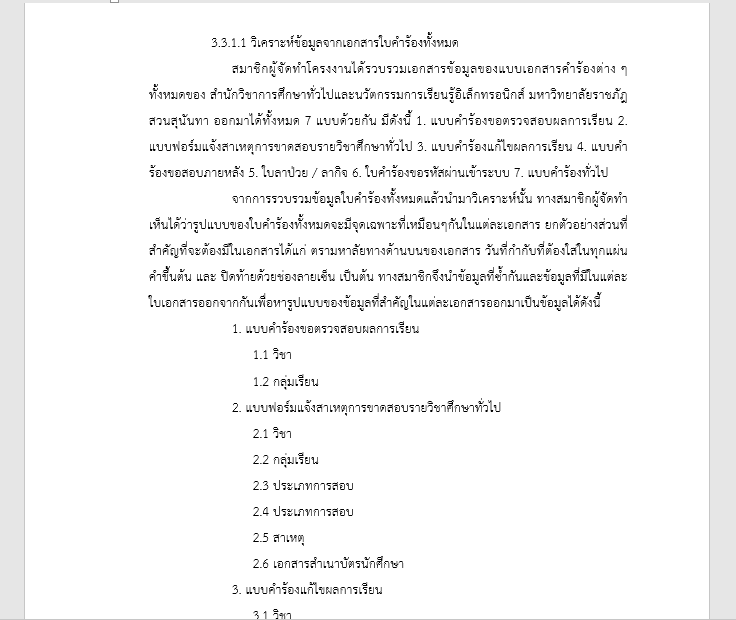 3.3.1.1 วิเคราะห์ข้อมูลจากเอกสารใบคำร้องทั้งหมด
สมาชิกผู้จัดทำโครงงานได้รวบรวมเอกสารข้อมูลของแบบเอกสารคำร้องต่าง ๆ
ทั้งหมดของ สำนักวิชาการศึกษาทั่วไปและนวัตกรรมการเรียนรู้อิเล็กทรอนิกส์ มหาวิทยาลัยราชภัฏ
สวนสุนันทา ออกมาได้ทั้งหมด 7 แบบด้วยกัน มีดังนี้ 1. แบบคำร้องขอตรวจสอบผลการเรียน 2.
แบบฟอร์มแจ้งสาเหตุการขาดสอบรายวิชาศึกษาทั่วไป 3. แบบคำร้องแก้ไขผลการเรียน 4. แบบคำ
ร้องขอสอบภายหลัง 5. ใบลาป่วย / ลากิจ 6. ใบคำร้องขอรหัสผ่านเข้าระบบ 7. แบบคำร้องทั่วไป
จากการรวบรวมข้อมูลใบคำร้องทั้งหมดแล้วนำมาวิเคราะห์นั้น ทางสมาชิกผู้จัดทำ
เห็นได้ว่ารูปแบบของใบคำร้องทั้งหมดจะมีจุดเฉพาะที่เหมือนๆกันในแต่ละเอกสาร ยกตัวอย่างส่วนที่
สำคัญที่จะต้องมีในเอกสารได้แก่ ตรามหาลัยทางด้านบนของเอกสาร วันที่กำกับที่ต้องใส่ในทุกแผ่น
คำขึ้นต้น และ ปิดท้ายด้วยช่องลายเซ็น เป็นต้น ทางสมาชิกจึงนำข้อมูลที่ซ้ำกันและข้อมูลที่มีในแต่ละ
ใบเอกสารออกจากกันเพื่อหารูปแบบของข้อมูลที่สำคัญในแต่ละเอกสารออกมาเป็นข้อมูลได้ดังนี้
1. แบบคำร้องขอตรวจสอบผลการเรียน
1.1 วิชา
1.2 กลุ่มเรียน
2. แบบฟอร์มแจ้งสาเหตุการขาดสอบรายวิชาศึกษาทั่วไป
2.1 วิชา
2.2 กลุ่มเรียน
2.3 ประเภทการสอบ
2.4 ประเภทการสอบ
2.5 สาเหตุ
2.6 เอกสารสำเนาบัตรนักศึกษา
3. แบบคำร้องแก้ไขผลการเรียน
3.1 วิชา